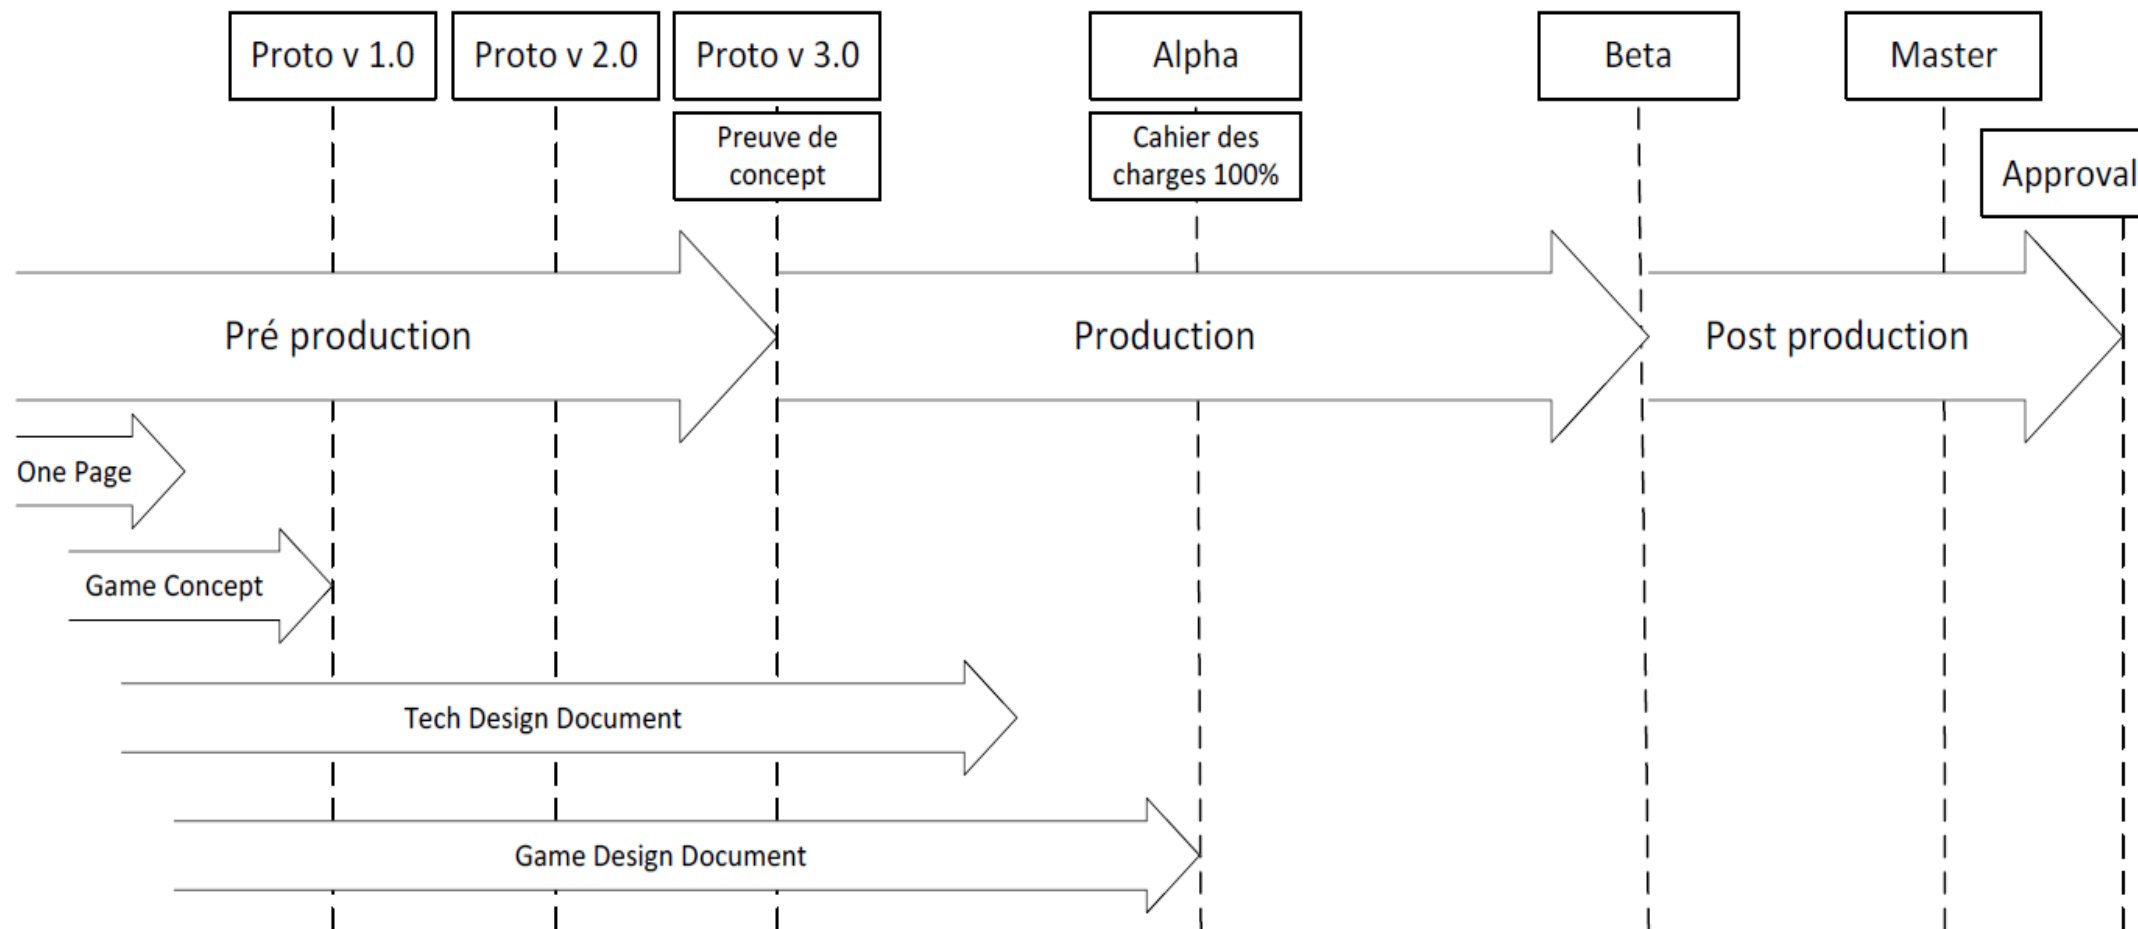 Proto v 1.0
Proto v 2.0
Proto v 3.0
Alpha
Beta
Master
Preuve de
concept
Cahier des
charges 100%
Approval
Pré production
Production
Post production
One Page
Game Concept
Tech Design Document
Game Design Document